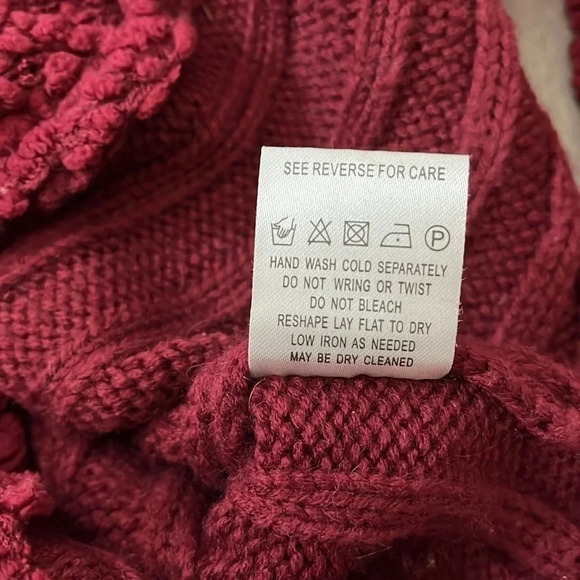 SEE REVERSE FOR CARE
P
HAND WASH COLD SEPARATELY
DO NOT WRING OR TWIST
DO NOT BLEACH
RESHAPE LAY FLAT TO DRY
LOW IRON AS NEEDED
MAY BE DRY CLEANED